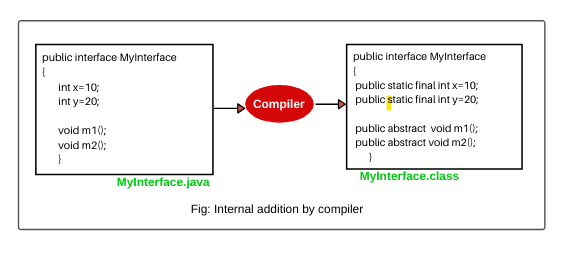 public interface MyInterface
{
int x=10;
int y=20;
void m1();
void m2();
}
MyInterface.java
Compiler
public interface MyInterface
{
public static final int x=10;
public static final int y=20;
public abstract  void m1();
public abstract void m2();
}
MyInterface.class
Fig: Internal addition by compiler